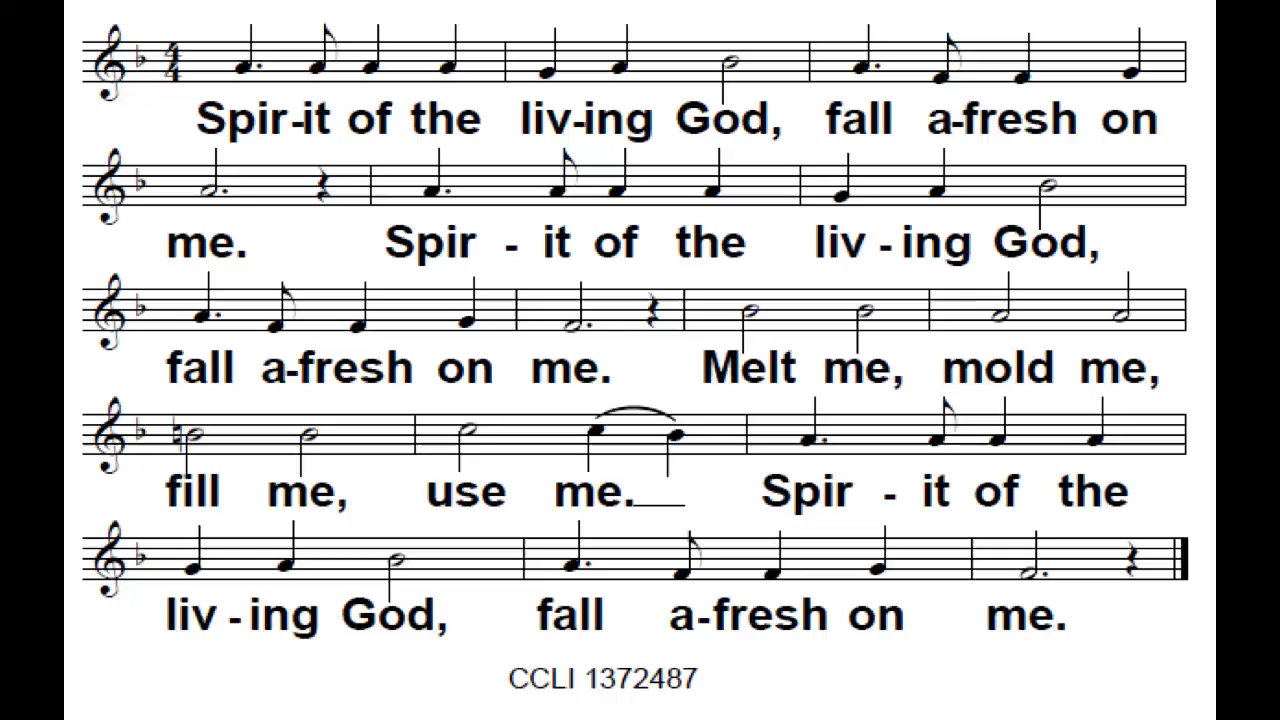 Spir-it of the liv-ing God, fall a-fresh on
me. Spir - it of the liv - ing God,
fall a-fresh on me. Melt me, mold me,
fill me, use me.__ Spir - it of the
liv - ing God, fall a-fresh on me.
CCLI 1372487